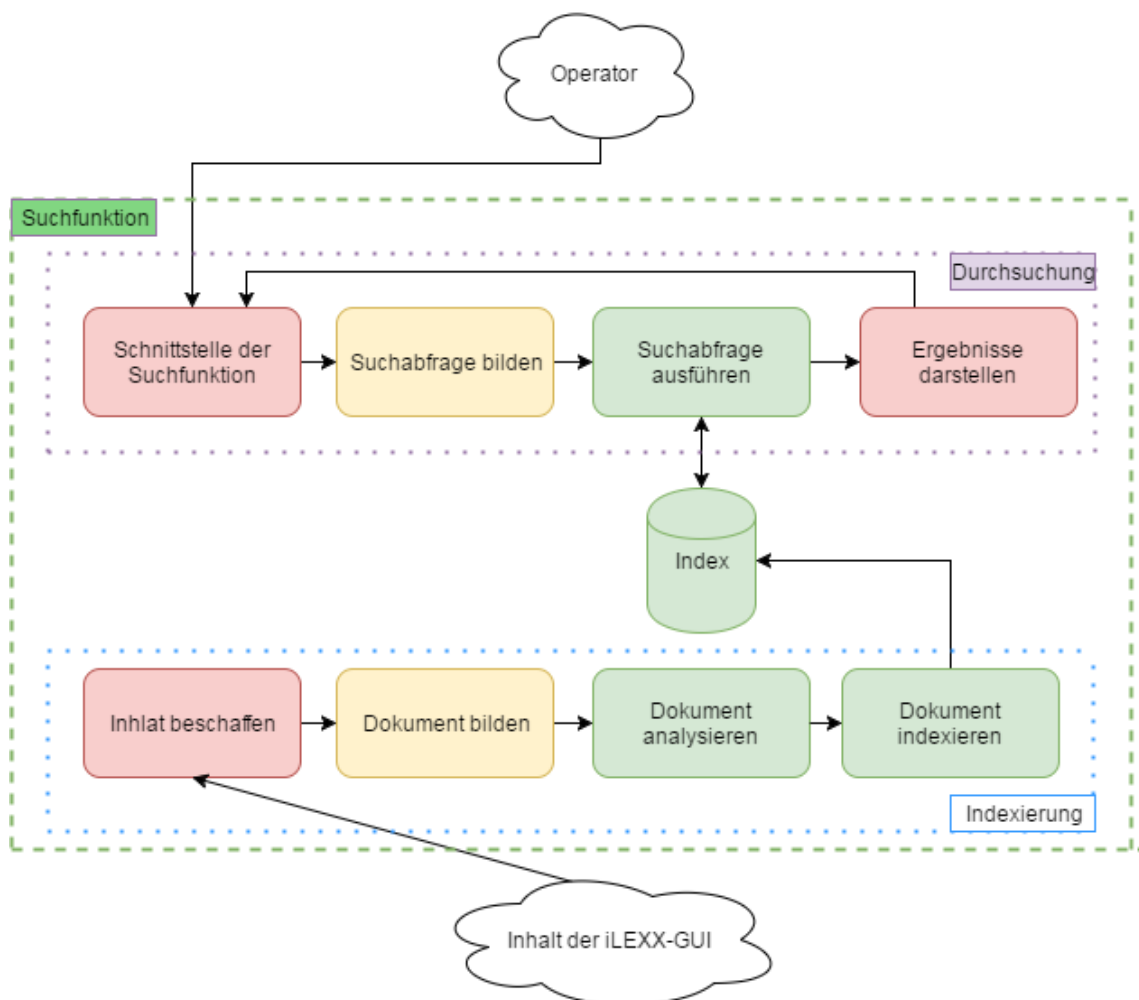 Operator
Suchfunktion
Durchsuchung
Schnittstelle der
Suchfunktion
Suchabfrage bilden
Suchabfrage
ausführen
Ergebnisse
darstellen
Index
Inhlat beschaffen
Dokument bilden
Dokument
analysieren
Dokument
indexieren
Indexierung
Inhalt der iLEXX-GUI